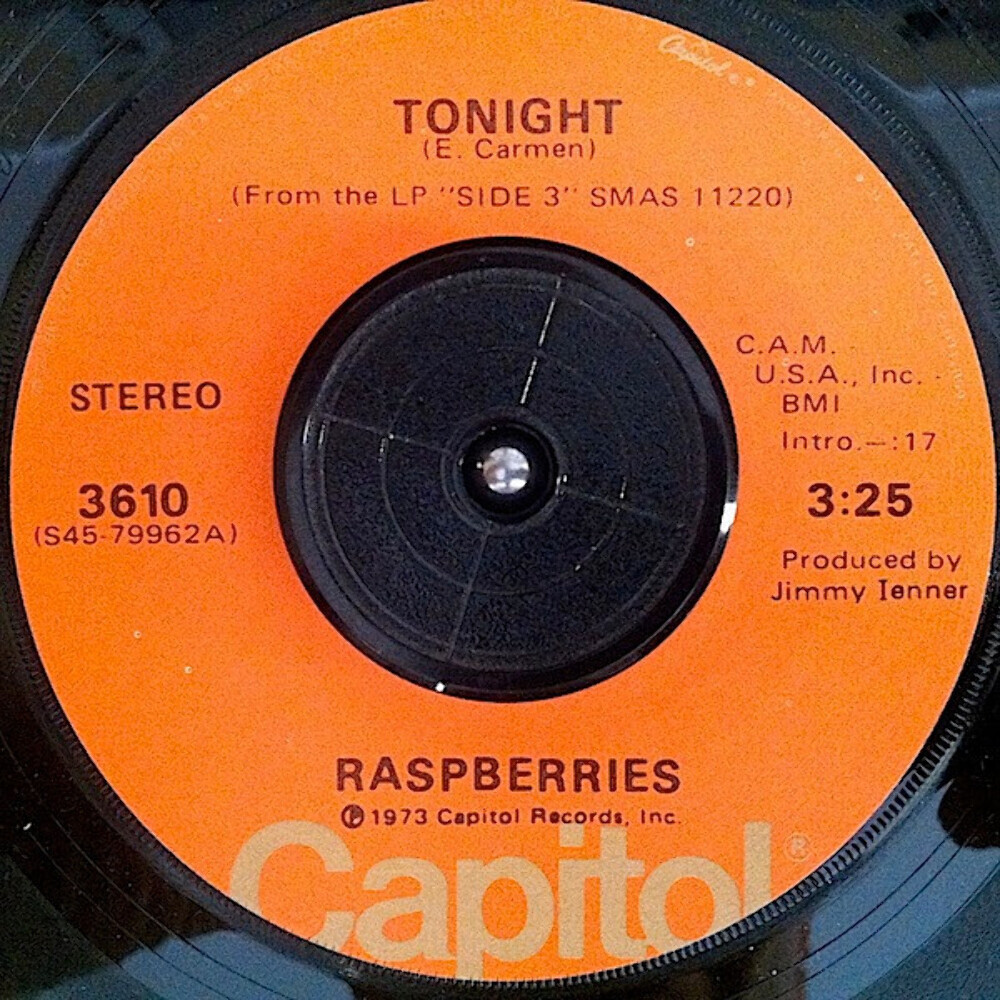 Capitol
TONIGHT
(E. Carmen)
(From the LP "SIDE 3" SMAS 11220)
STEREO
3610
(S45-79962A)
C.A.M.
U.S.A., Inc. -
BMI
Intro.–:17
3:25
Produced by
Jimmy Ienner
RASPBERRIES
℗ 1973 Capitol Records, Inc.
Capitol®